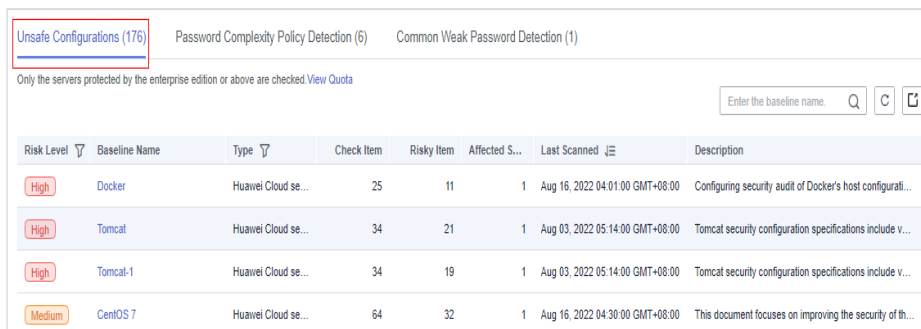 Unsafe Configurations (176) Password Complexity Policy Detection (6) Common Weak Password Detection (1)
Only the servers protected by the enterprise edition or above are checked.View Quota
Enter the baseline name.
Risk Level Baseline Name Type Check Item Risky Item Affected S... Last Scanned Description
High Docker Huawei Cloud se... 25 11 1 Aug 16, 2022 04:01:00 GMT+08:00 Configuring security audit of Docker's host configurati...
High Tomcat Huawei Cloud se... 34 21 1 Aug 03, 2022 05:14:00 GMT+08:00 Tomcat security configuration specifications include v...
High Tomcat-1 Huawei Cloud se... 34 19 1 Aug 03, 2022 05:14:00 GMT+08:00 Tomcat security configuration specifications include v...
Medium CentOS 7 Huawei Cloud se... 64 32 1 Aug 16, 2022 04:30:00 GMT+08:00 This document focuses on improving the security of th...